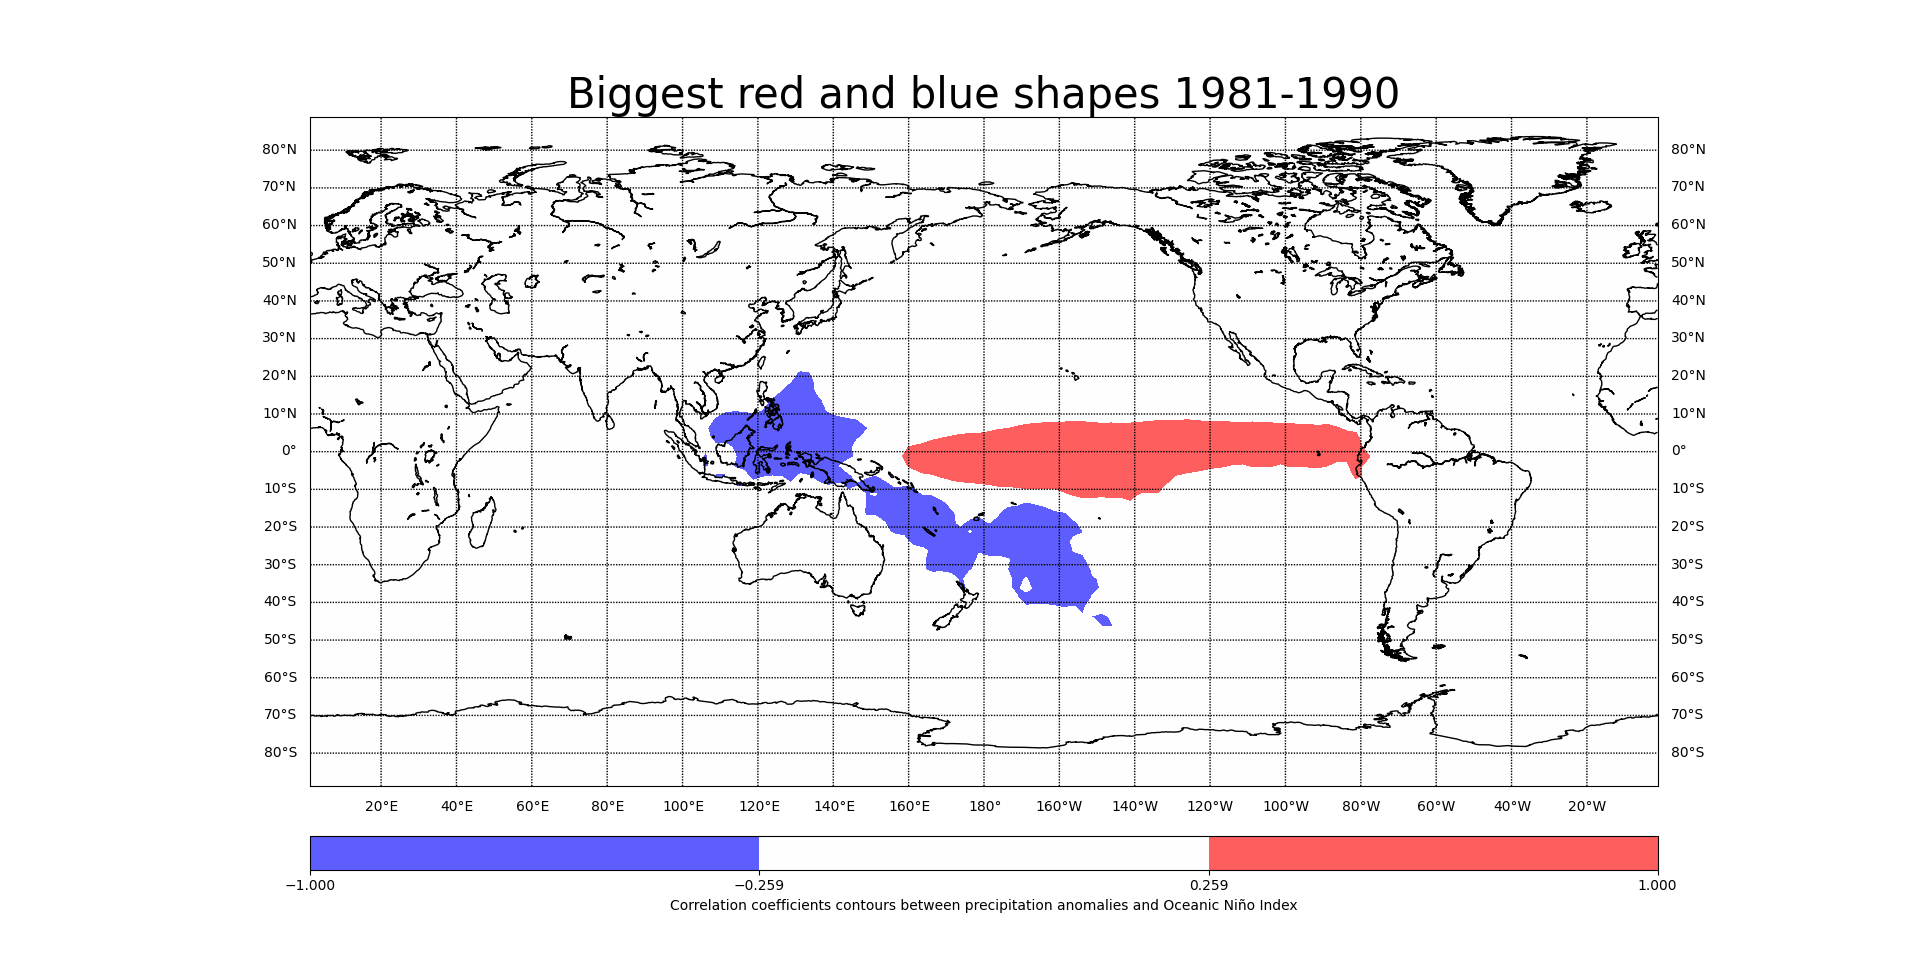 Biggest red and blue shapes 1981-1990
80°N 80°N
70°N 70°N
60°N 60°N
50°N 50°N
40°N 40°N
30°N 30°N
20°N 20°N
10°N 10°N
0° 0°
10°S 10°S
20°S 20°S
30°S 30°S
40°S 40°S
50°S 50°S
60°S 60°S
70°S 70°S
80°S 80°S
20°E 40°E 60°E 80°E 100°E 120°E 140°E 160°E 180° 160°W 140°W 120°W 100°W 80°W 60°W 40°W 20°W
−1.000 −0.259 0.259 1.000
Correlation coefficients contours between precipitation anomalies and Oceanic Niño Index